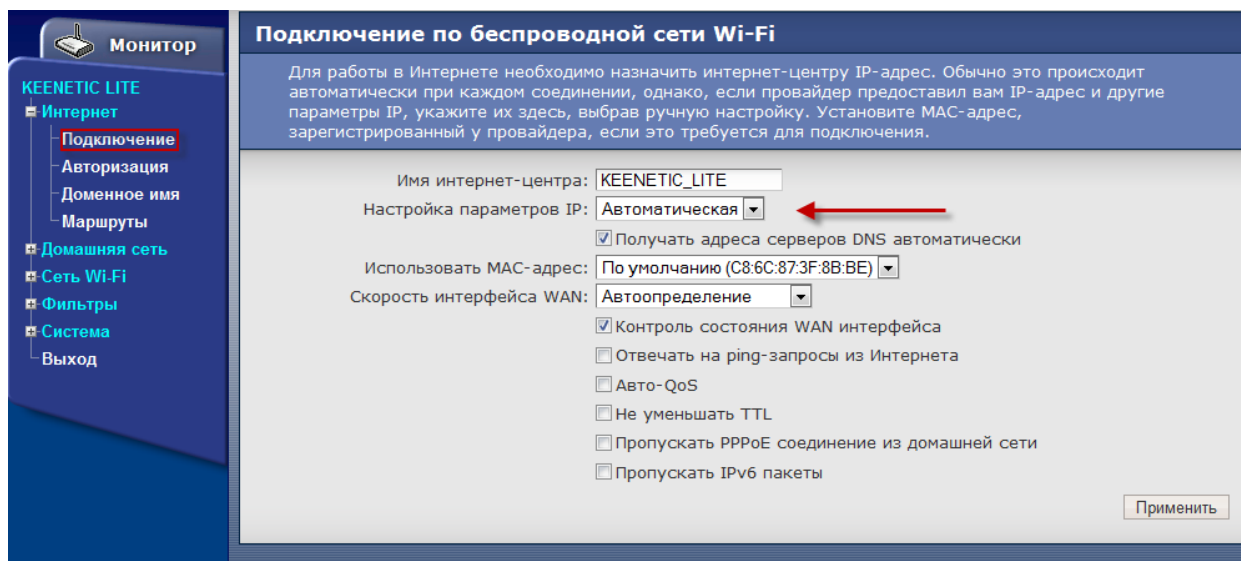 Монитор
KEENETIC LITE
Интернет
Подключение
Авторизация
Доменное имя
Маршруты
Домашняя сеть
Сеть Wi-Fi
Фильтры
Система
Выход
Подключение по беспроводной сети Wi-Fi
Для работы в Интернете необходимо назначить интернет-центру IP-адрес. Обычно это происходит
автоматически при каждом соединении, однако, если провайдер предоставил вам IP-адрес и другие
параметры IP, укажите их здесь, выбрав ручную настройку. Установите MAC-адрес,
зарегистрированный у провайдера, если это требуется для подключения.
Имя интернет-центра: KEENETIC_LITE
Настройка параметров IP: Автоматическая
Получать адреса серверов DNS автоматически
Использовать MAC-адрес: По умолчанию (C8:6C:87:3F:8B:BE)
Скорость интерфейса WAN: Автоопределение
Контроль состояния WAN интерфейса
Отвечать на ping-запросы из Интернета
Авто-QoS
Не уменьшать TTL
Пропускать PPPoE соединение из домашней сети
Пропускать IPv6 пакеты
Применить